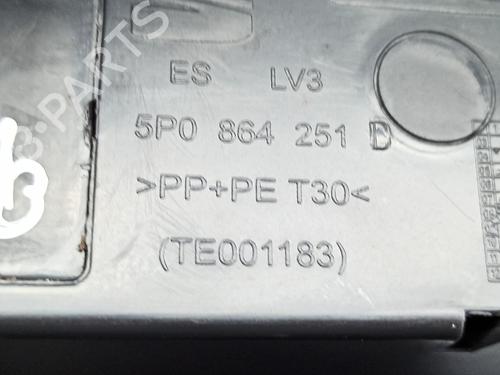 ES LV3
5P0 864 251 D
>PP+PE T30<
(TE001183)